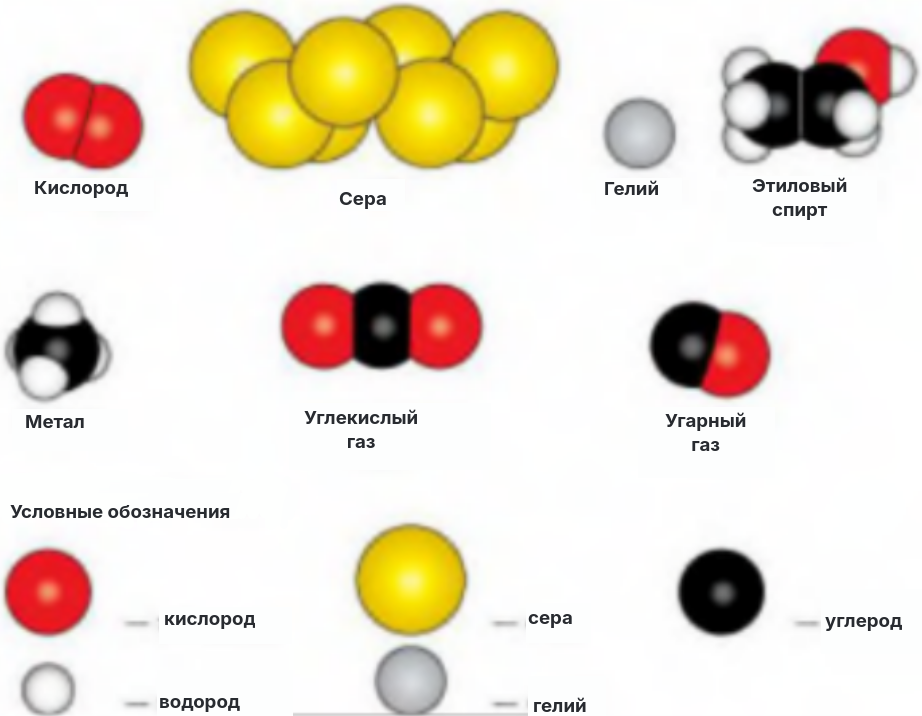 Кислород
Сера
Гелий
Этиловый
спирт
Метал
Углекислый
газ
Угарный
газ
Условные обозначения
— кислород
— сера
— углерод
— водород
— гелий